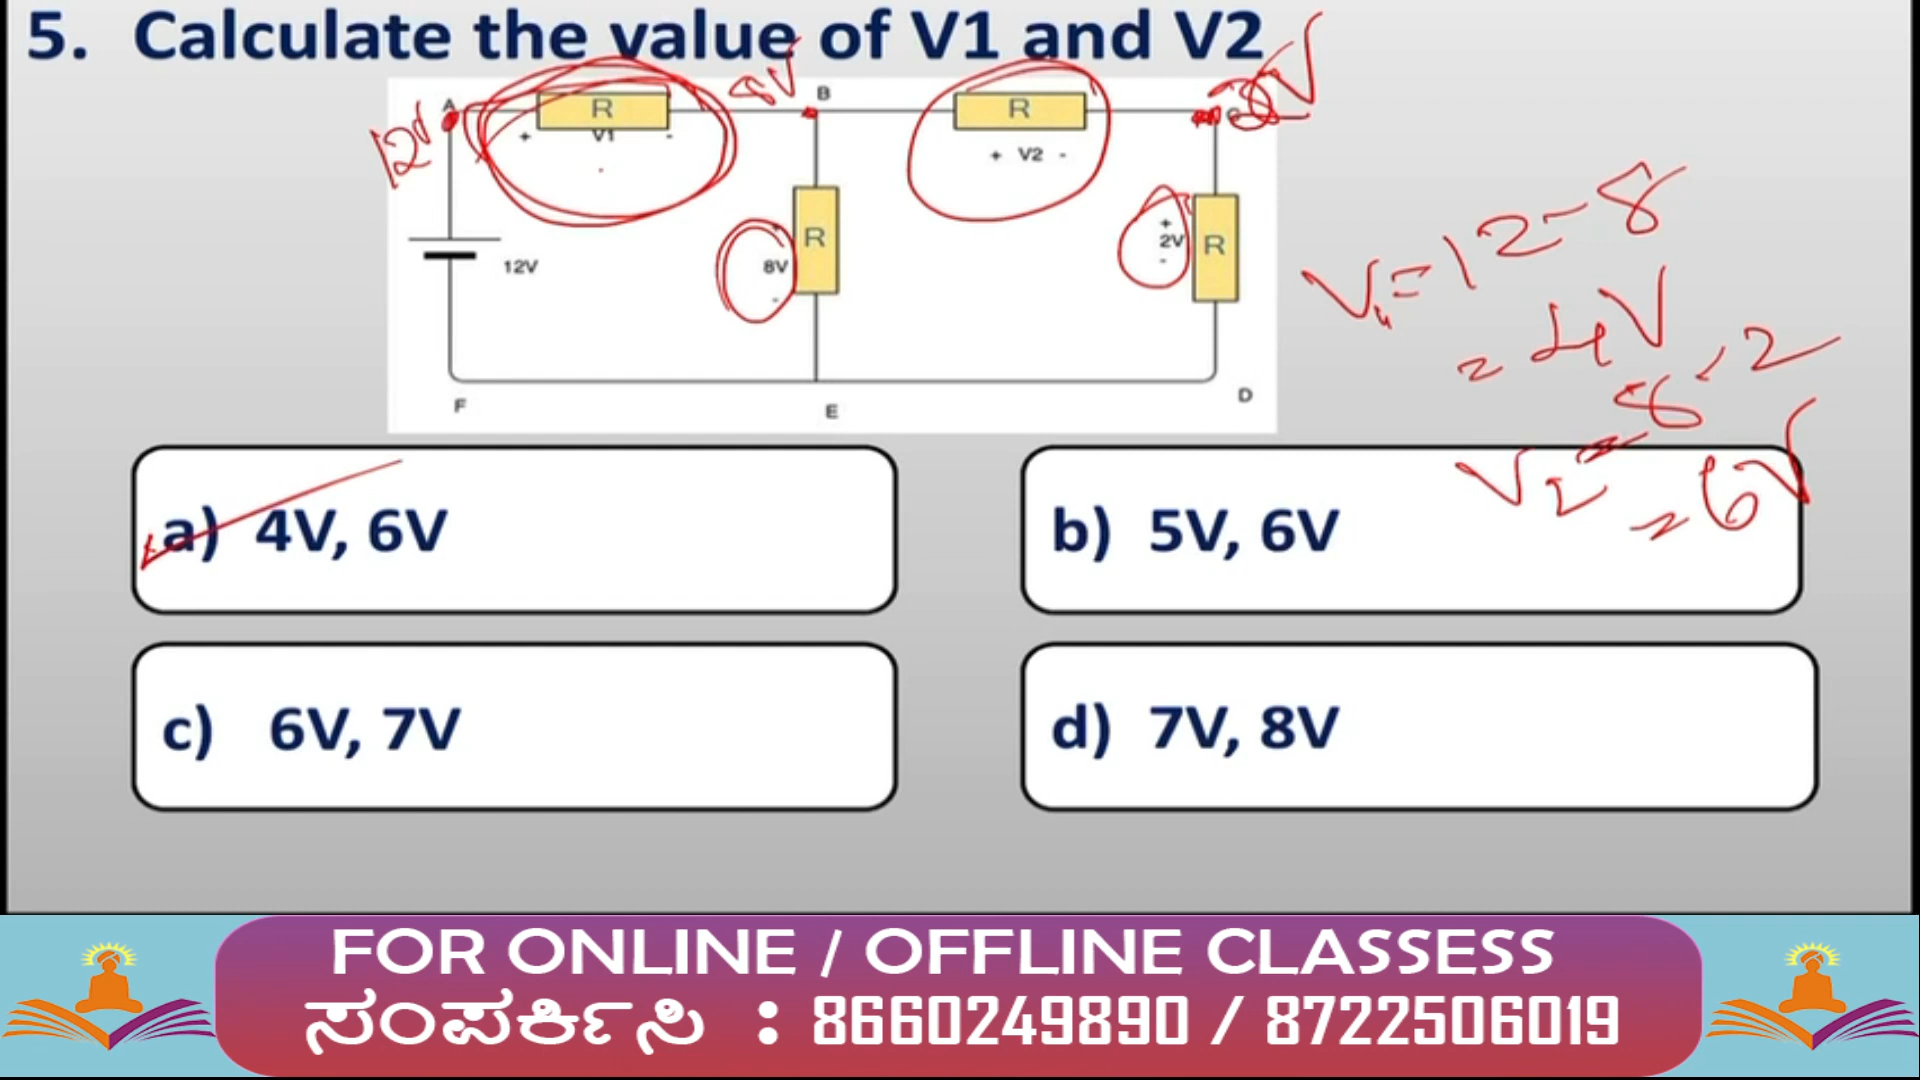 5. Calculate the value of V1 and V2
12V
8V
2V
A
R
B
R
C
+ V1 -
+ V2 -
12V
+
8V
-
R
+
2V
-
R
F
E
D
V1 = 12 - 8
= 4V
V2 = 8 - 2
= 6V
a) 4V, 6V
b) 5V, 6V
c) 6V, 7V
d) 7V, 8V
FOR ONLINE / OFFLINE CLASSESS
ಸಂಪರ್ಕಿಸಿ : 8660249890 / 8722506019